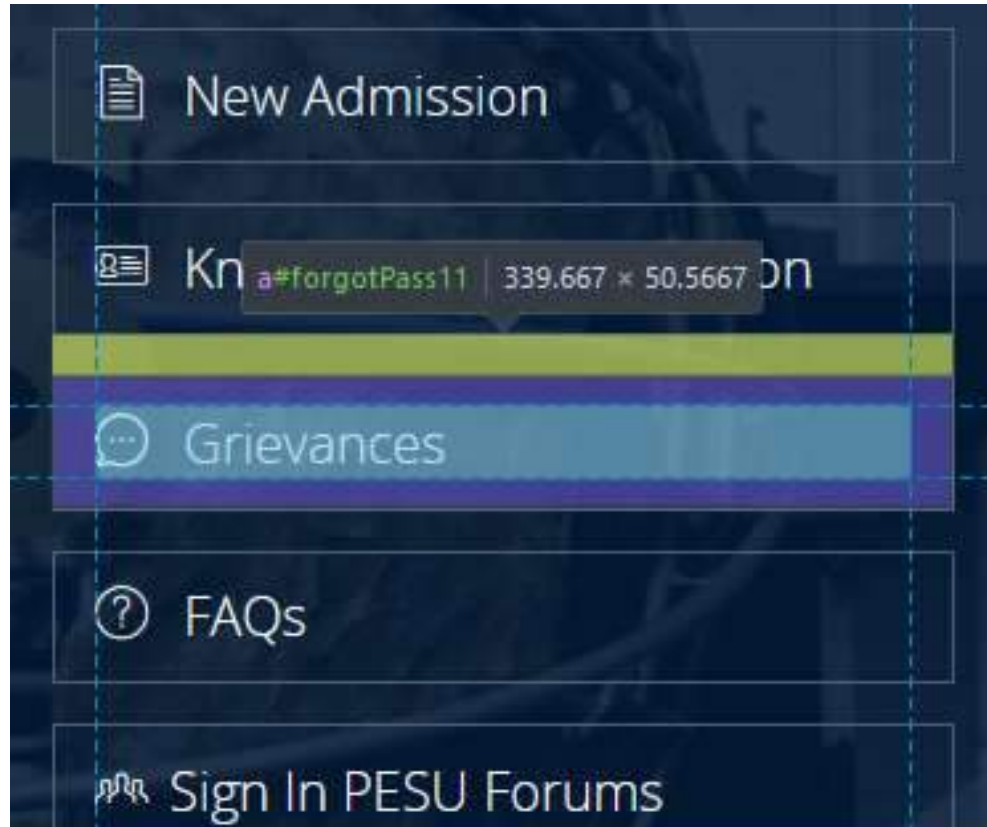 New Admission
Kn
on
a#forgotPass11 339.667 × 50.5667
Grievances
FAQs
Sign In PESU Forums